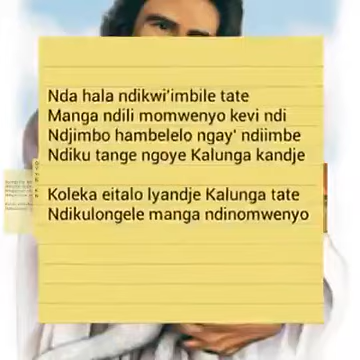 Nda hala ndikwi'imbile tate
Manga ndili momwenyo kevi ndi
Ndjimbo hambelelo ngay' ndiimbe
Ndiku tange ngoye Kalunga kandje
Koleka eitalo lyandje Kalunga tate
Ndikulongele manga ndinomwenyo